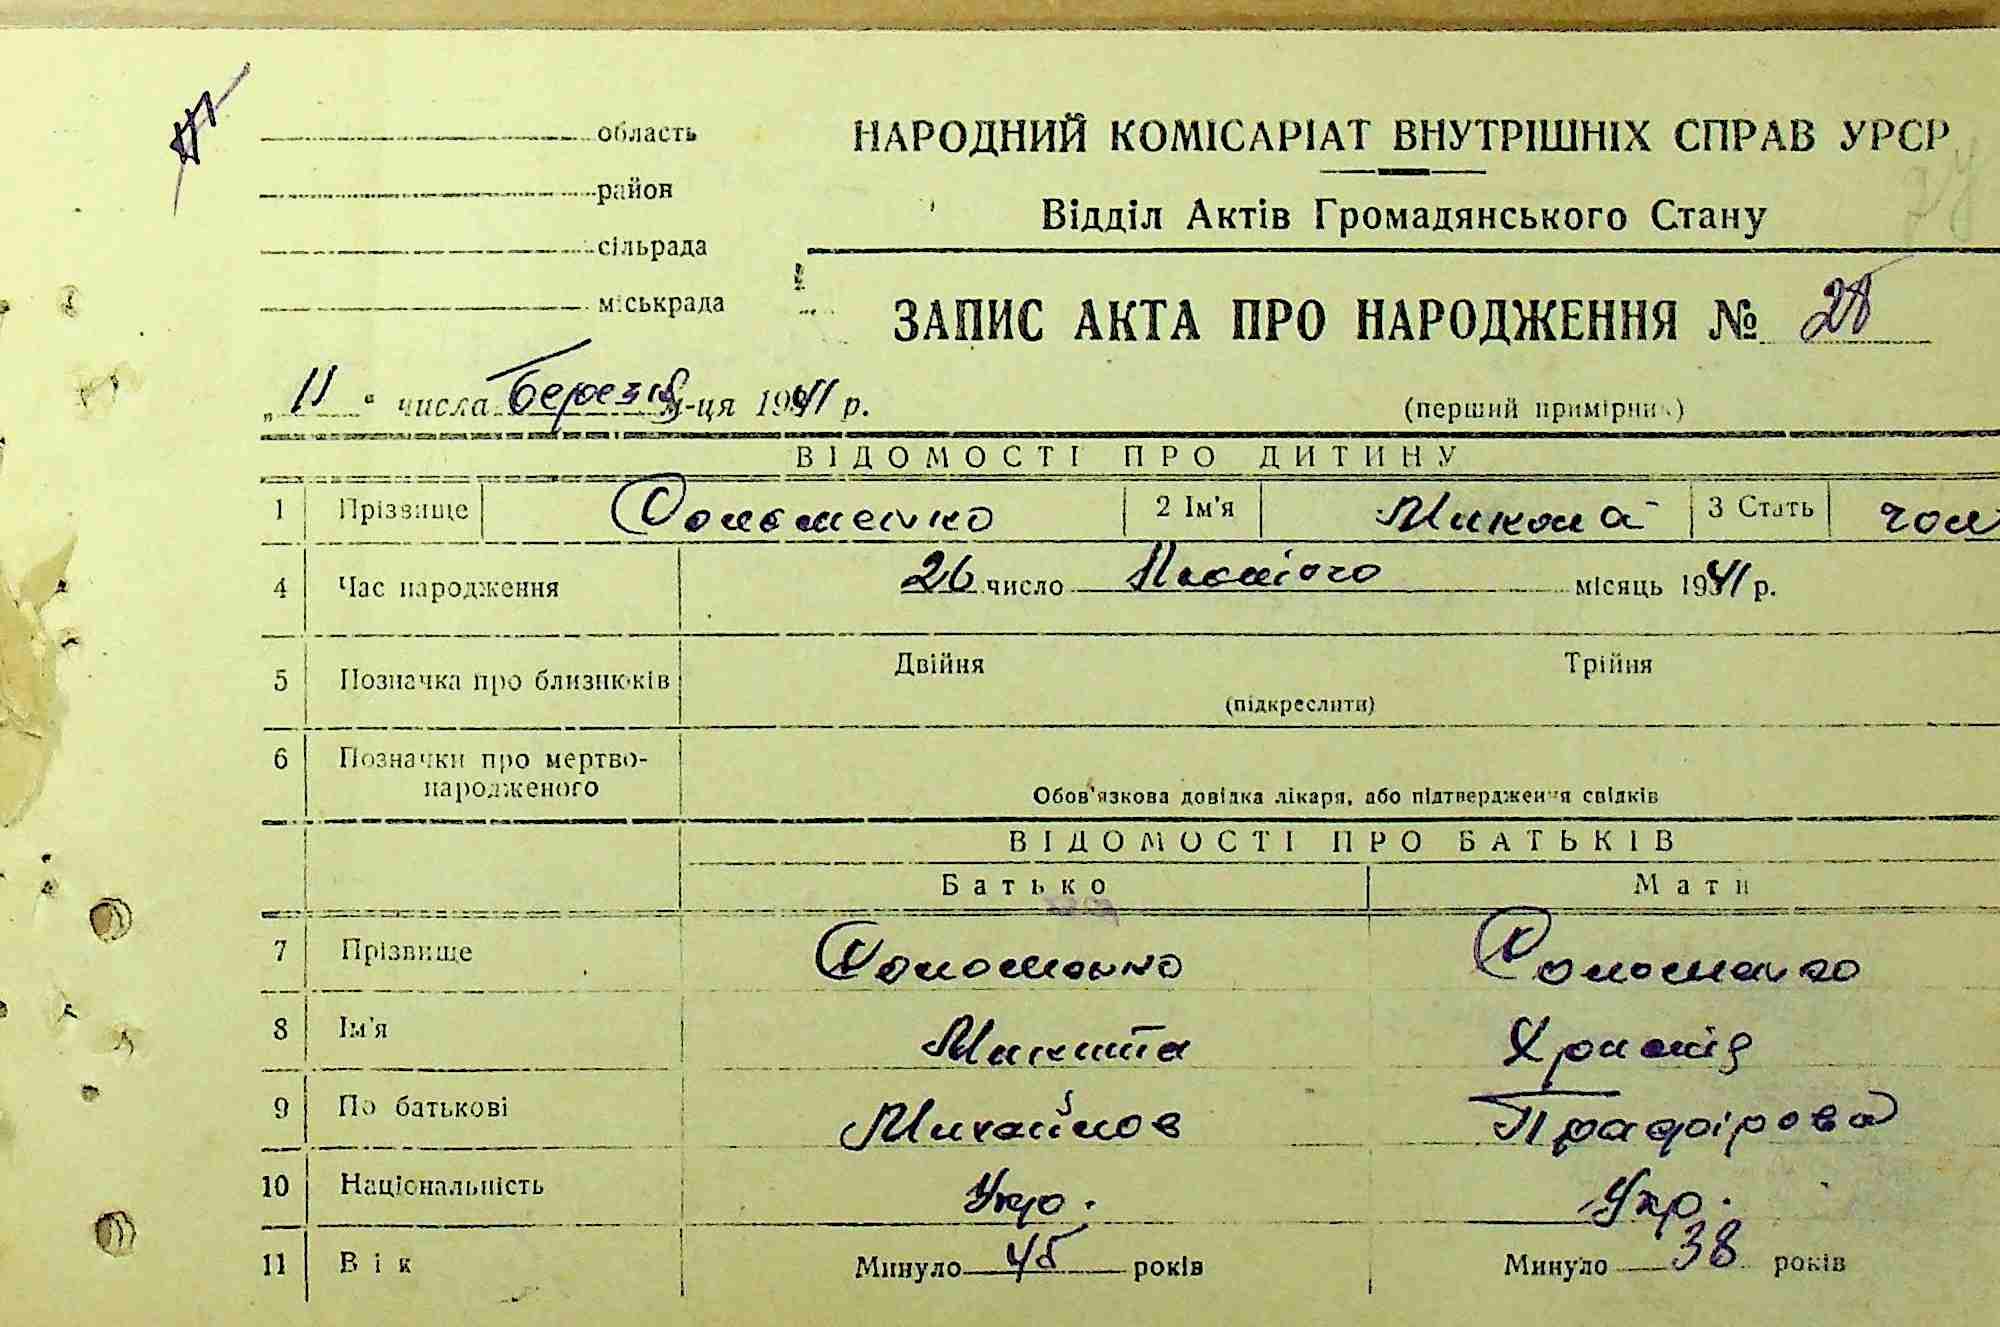 область
район
сільрада
міськрада
НАРОДНИЙ КОМІСАРІАТ ВНУТРІШНІХ СПРАВ УРСР
Відділ Актів Громадянського Стану
ЗАПИС АКТА ПРО НАРОДЖЕННЯ № 28
„ 11 “ числа березня м-ця 1941 р.
(перший примірник)
ВІДОМОСТІ ПРО ДИТИНУ
1 Прізвище Соломенко 2 Ім'я Микола 3 Стать чол
4 Час народження 26 число Лютого місяць 1941 р.
5 Позначка про близнюків Двійня Трійня
(підкреслити)
6 Позначки про мертво-
народженого
Обов'язкова довідка лікаря, або підтвердження свідків
ВІДОМОСТІ ПРО БАТЬКІВ
Батько Мати
7 Прізвище Соломенко Соломенко
8 Ім'я Микита
9 По батькові Михайлов
10 Національність Укр. Укр.
11 Вік Минуло 45 років Минуло 38 років